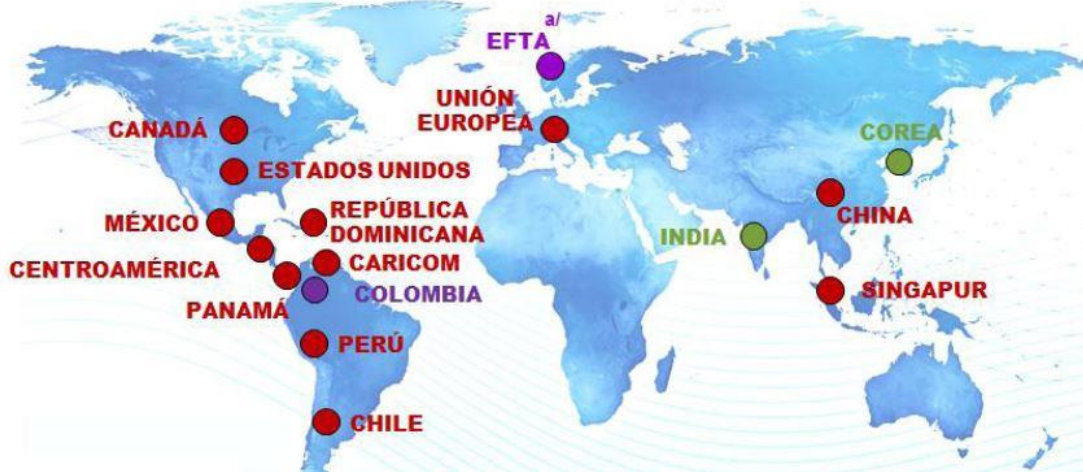 a/
EFTA
UNIÓN
EUROPEA
CANADÁ
COREA
ESTADOS UNIDOS
CHINA
MÉXICO
REPÚBLICA
DOMINICANA
INDIA
CENTROAMÉRICA
CARICOM
COLOMBIA
SINGAPUR
PANAMÁ
PERÚ
CHILE